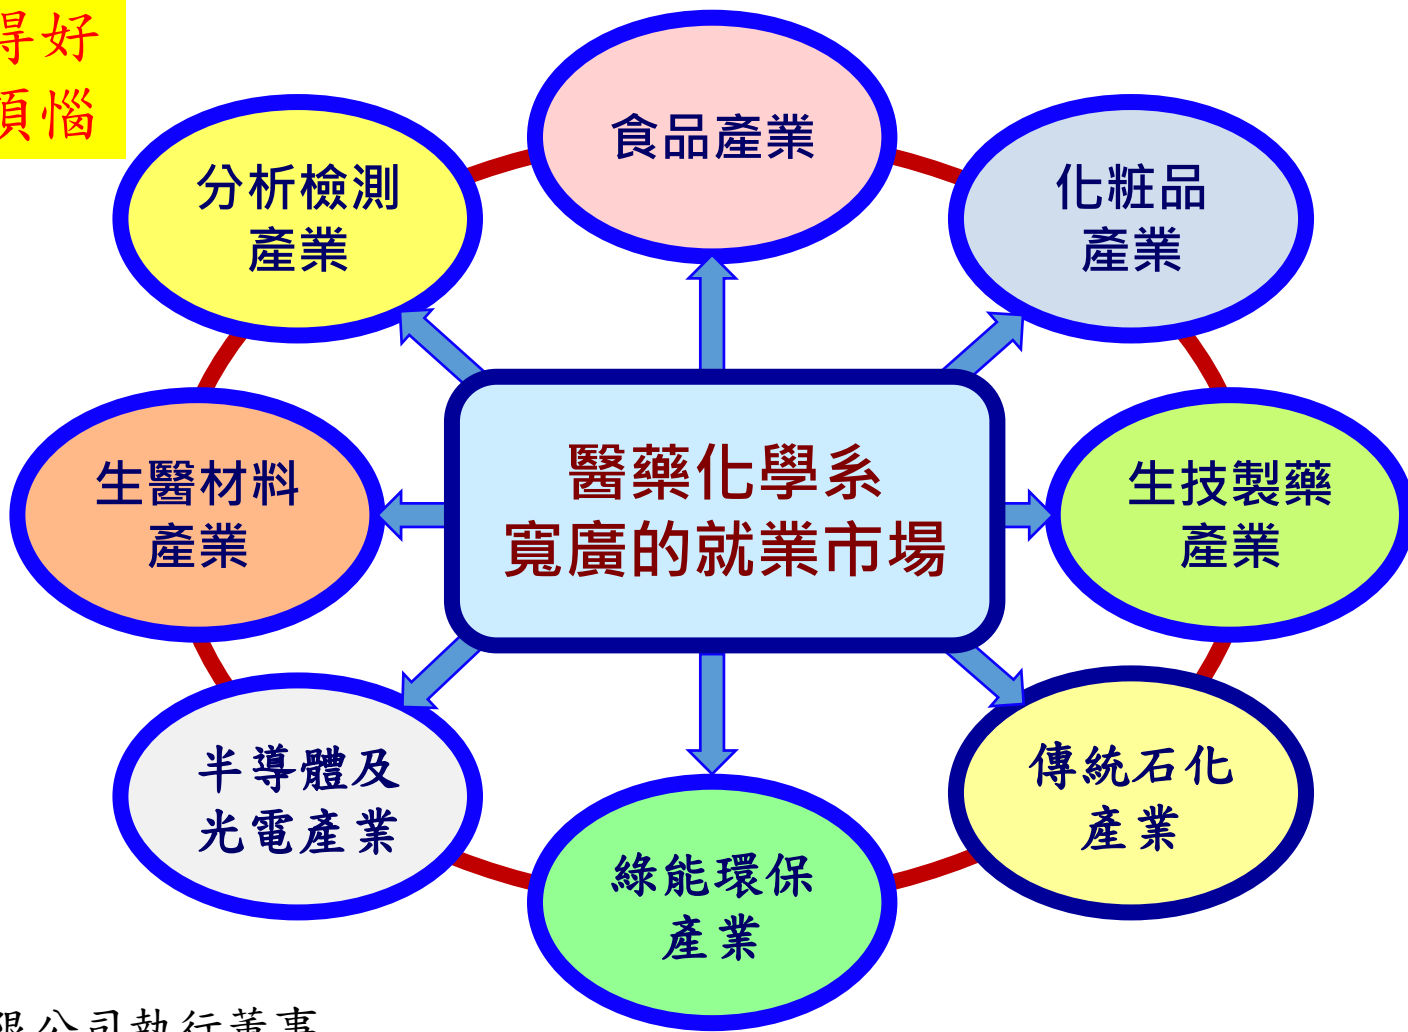 得好
煩惱
食品產業
分析檢測
產業
化粧品
產業
醫藥化學系
寬廣的就業市場
生醫材料
產業
生技製藥
產業
半導體及
光電產業
傳統石化
產業
綠能環保
產業
限公司執行董事